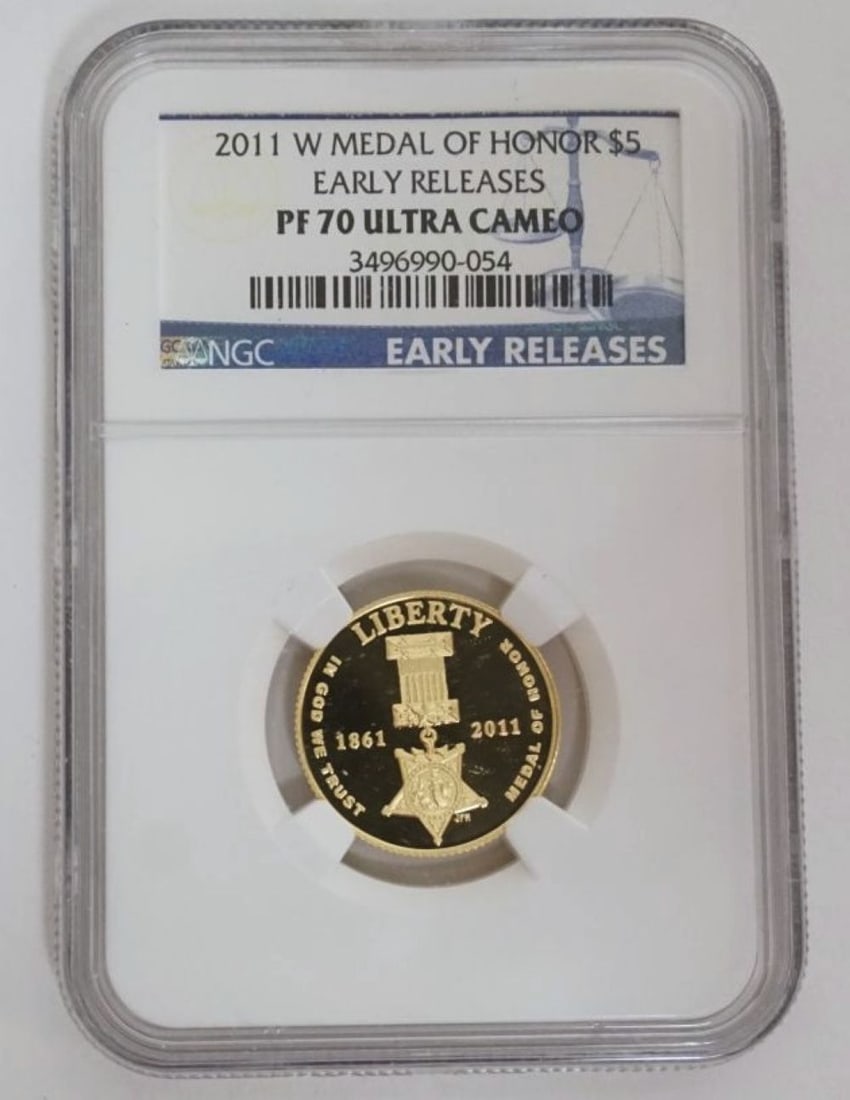 2011 W MEDAL OF HONOR $5
EARLY RELEASES
PF 70 ULTRA CAMEO
3496990-054
NGC
EARLY RELEASES
LIBERTY
IN GOD WE TRUST
1861
2011
MEDAL OF HONOR
JFM